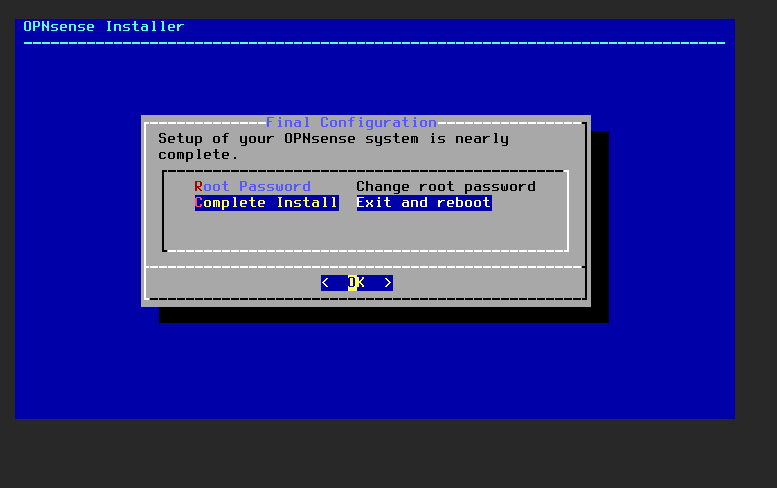 OPNsense Installer
Final Configuration
Setup of your OPNsense system is nearly
complete.
Root Password Change root password
Complete Install Exit and reboot
< OK >